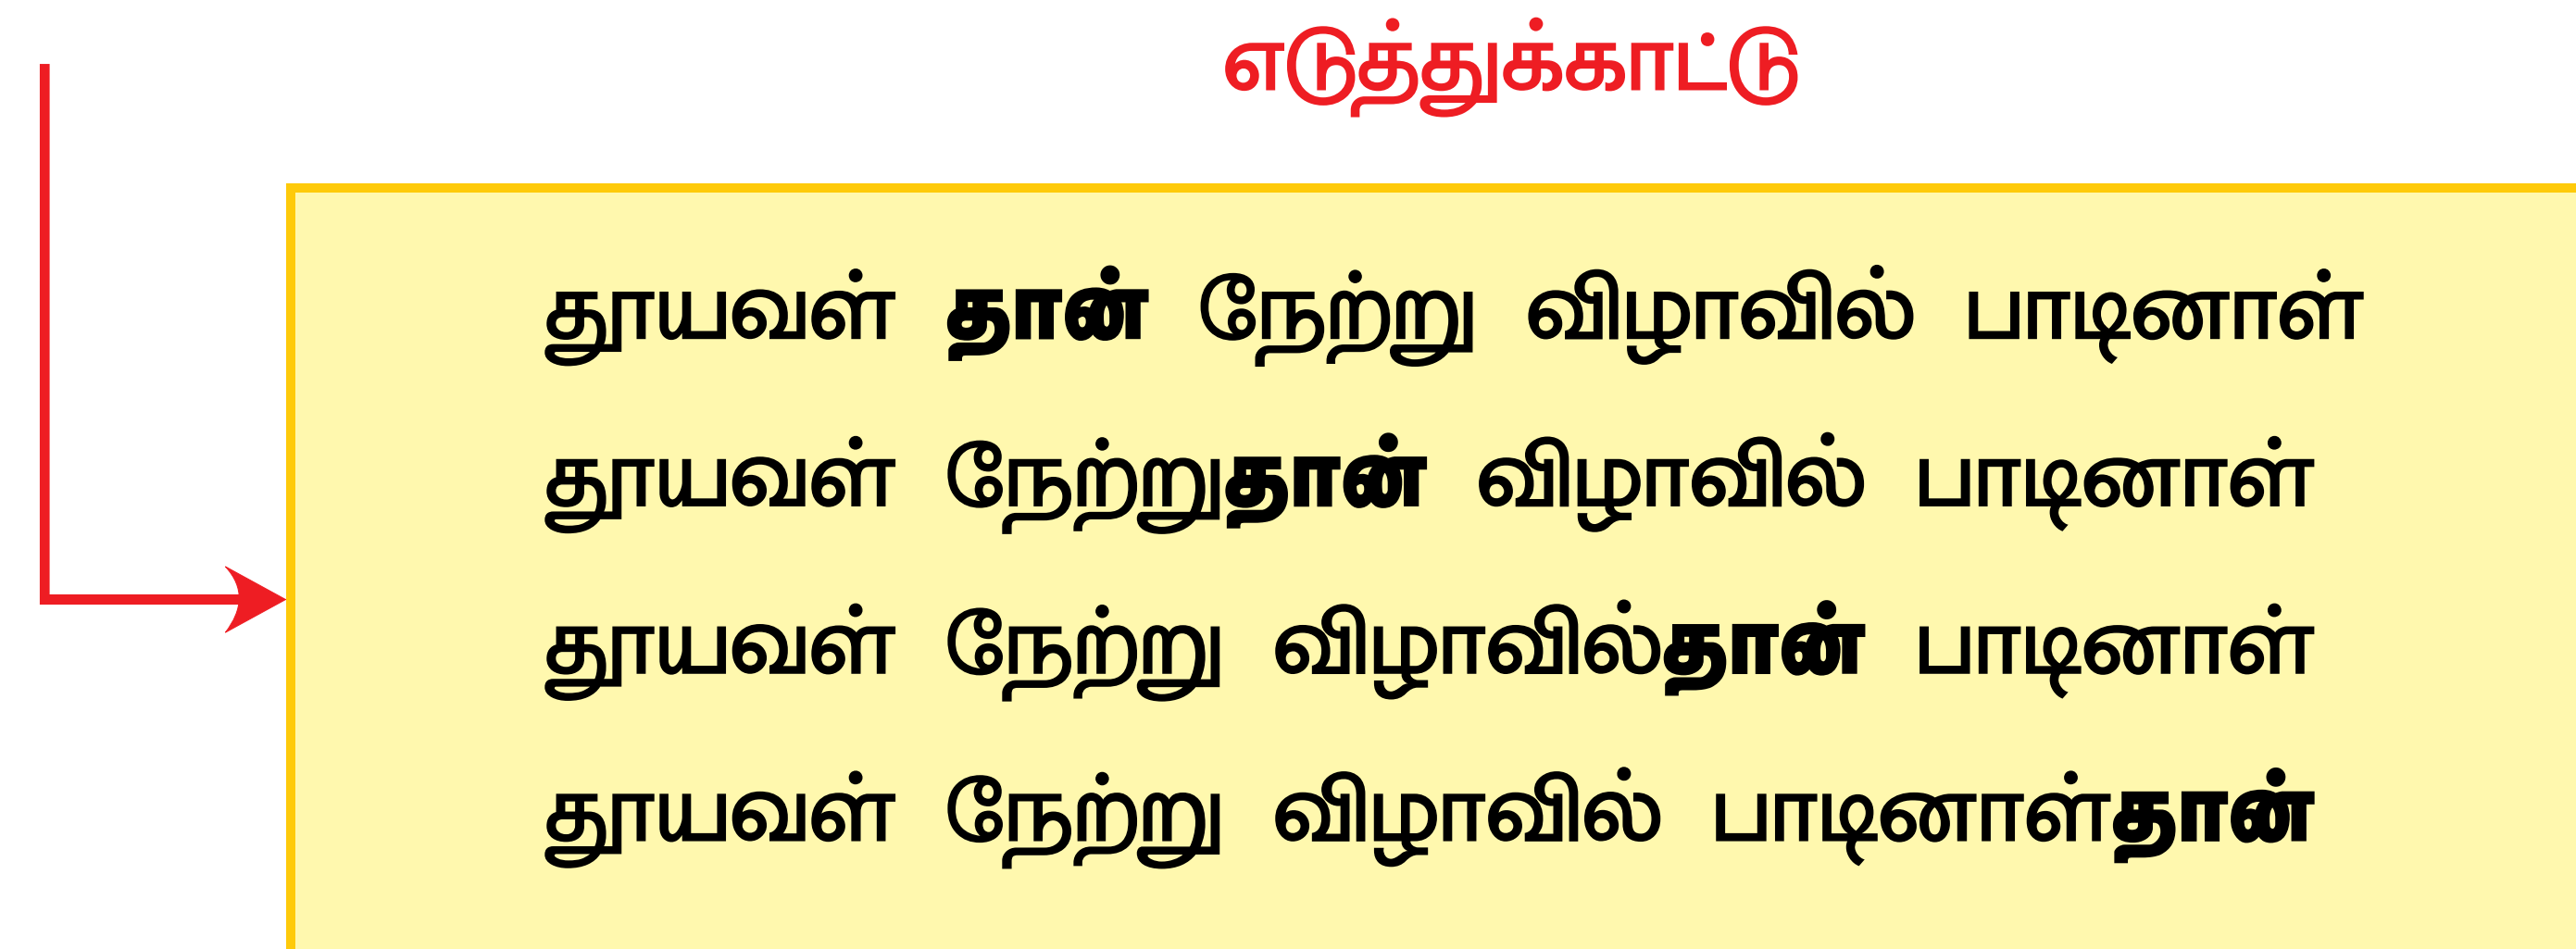 எடுத்துக்காட்டு
தூயவள் தான் நேற்று விழாவில் பாடினாள்
தூயவள் நேற்றுதான் விழாவில் பாடினாள்
தூயவள் நேற்று விழாவில்தான் பாடினாள்
தூயவள் நேற்று விழாவில் பாடினாள்தான்